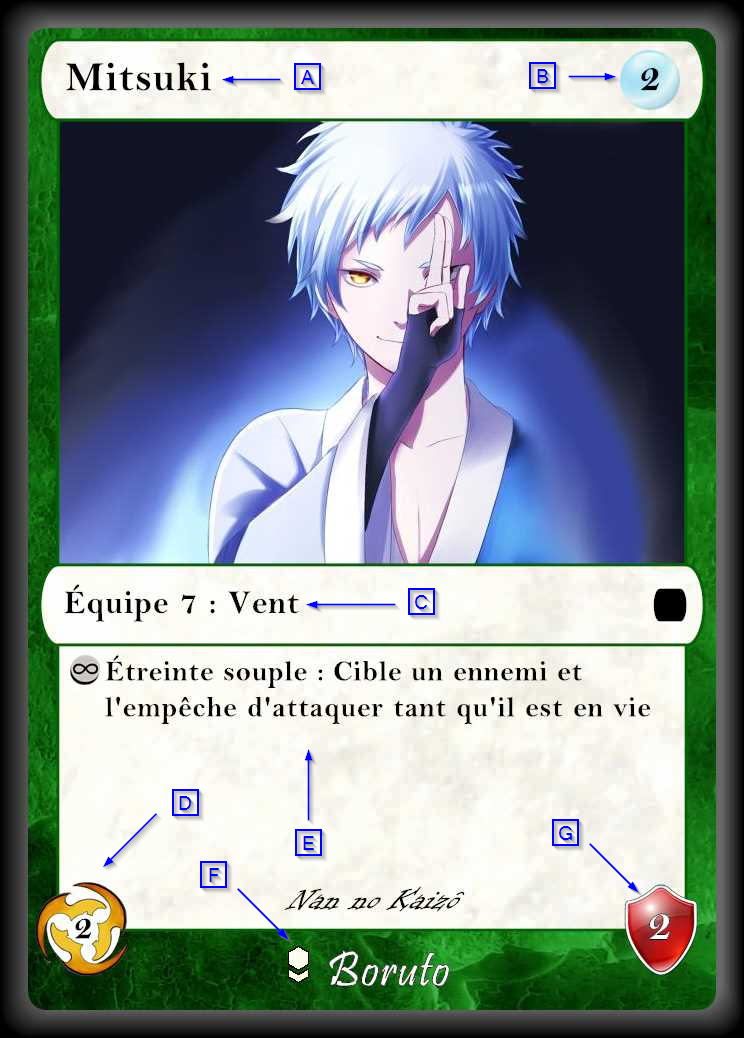 Mitsuki
A
B
2
Équipe 7 : Vent
C
∞ Étreinte souple : Cible un ennemi et
l'empêche d'attaquer tant qu'il est en vie
D
E
F
G
2
Nan no Kaizô
2
Boruto